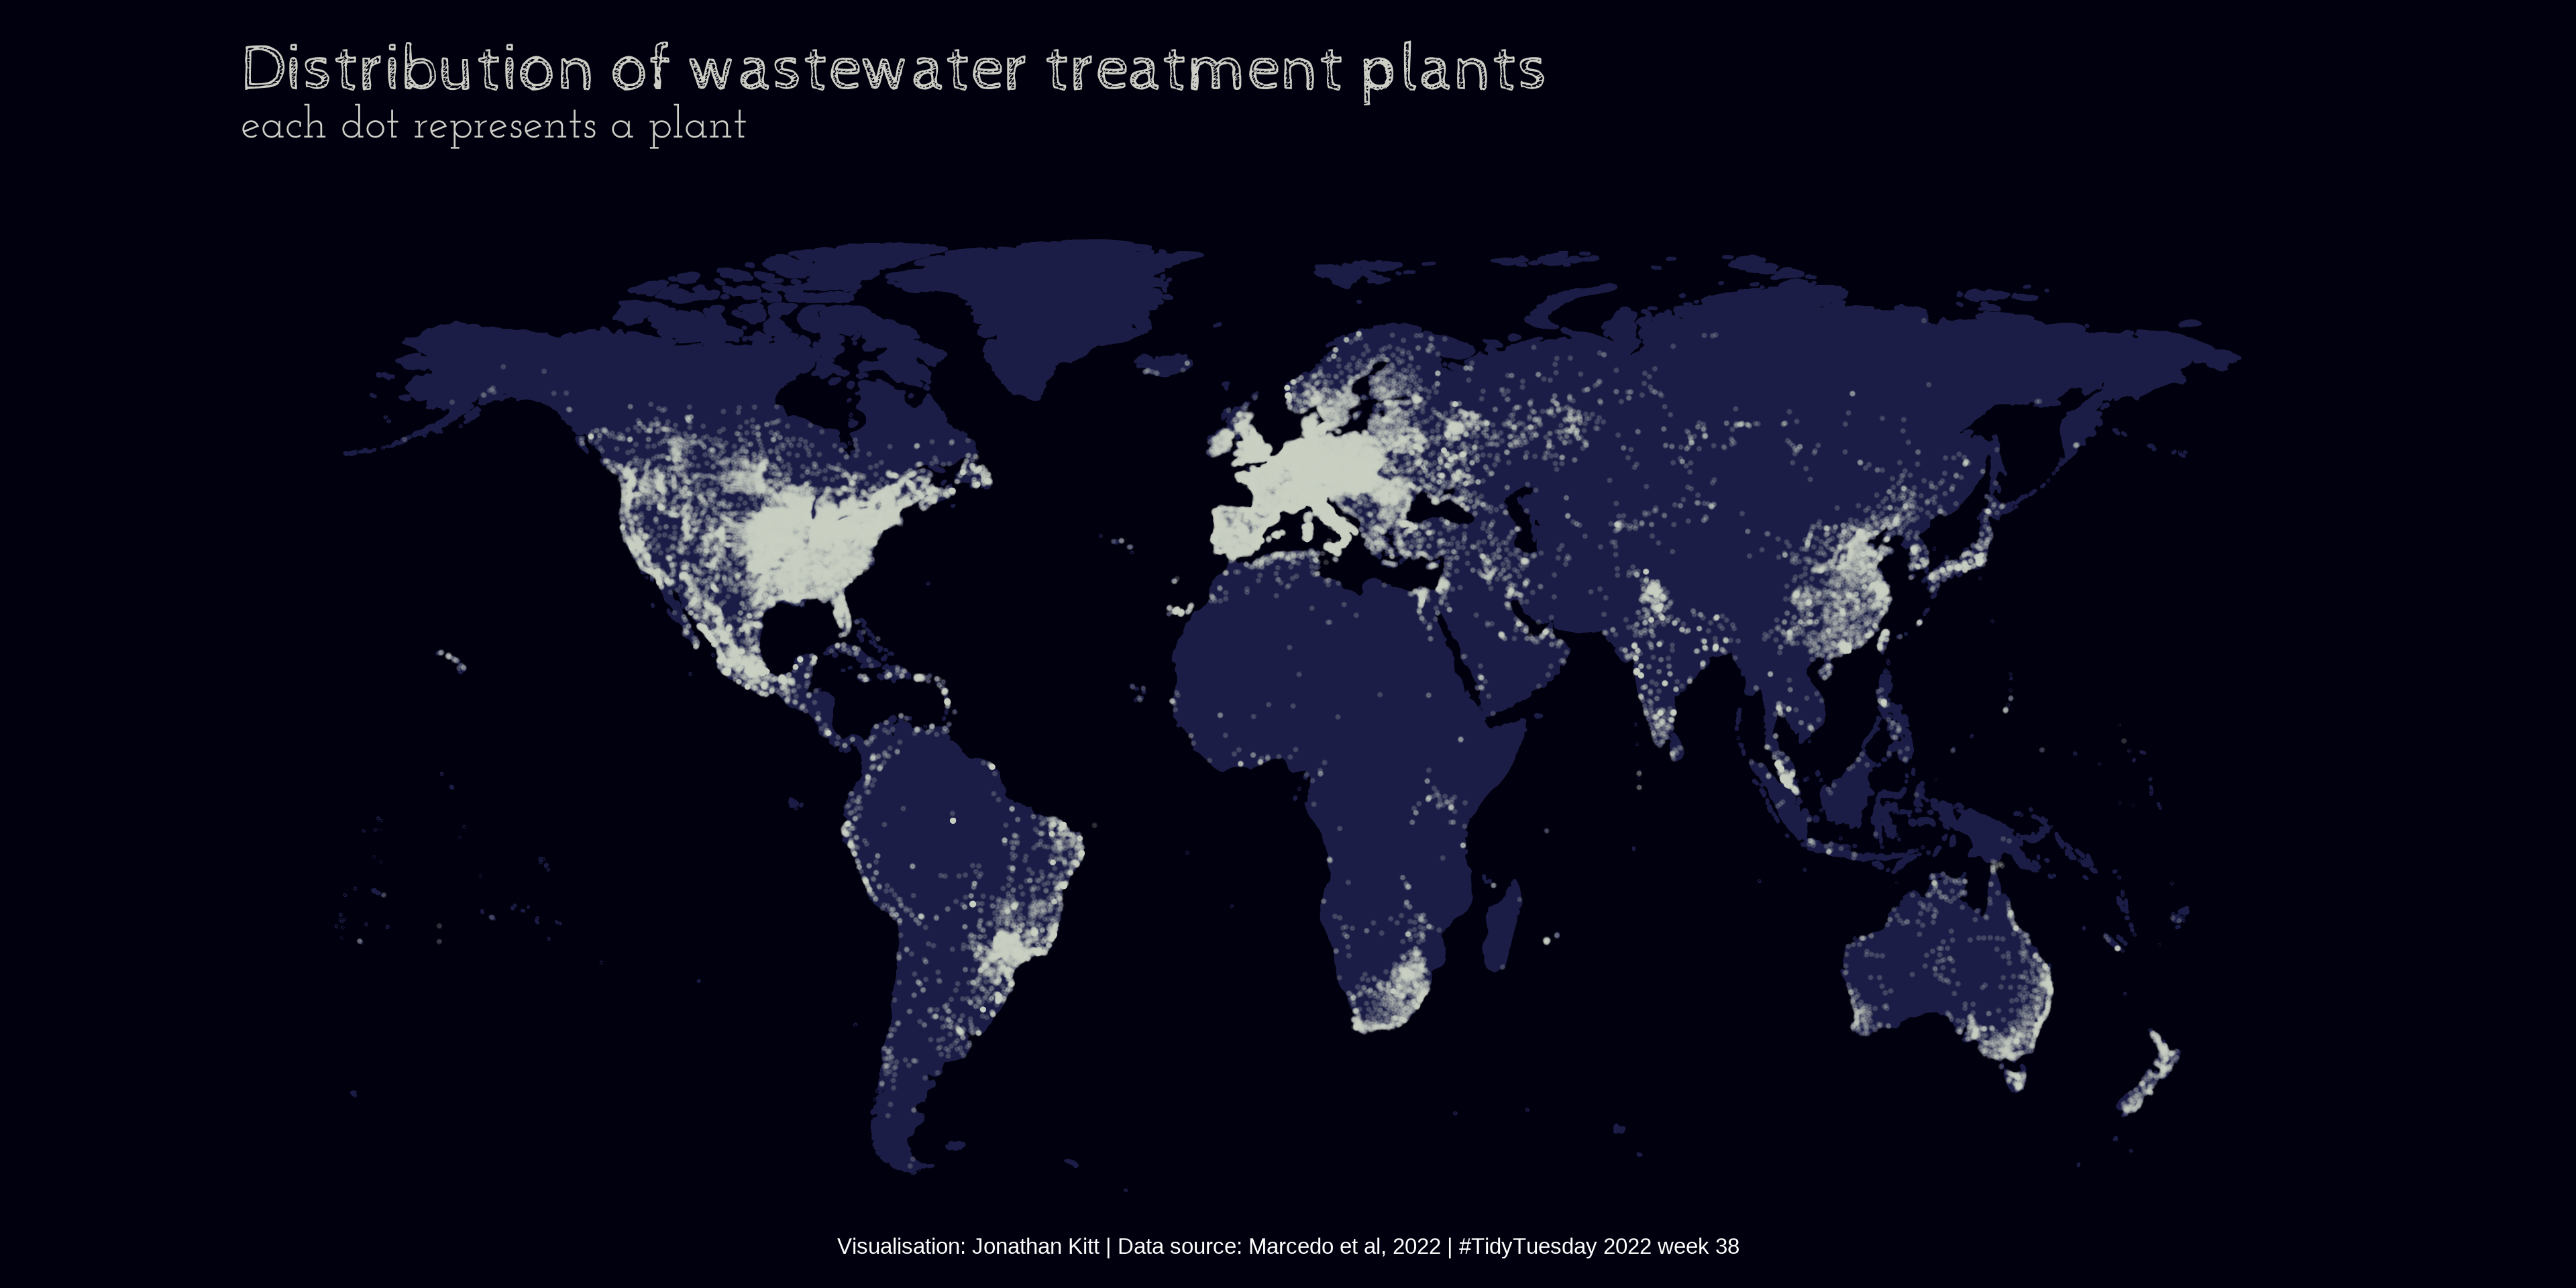 Distribution of wastewater treatment plants
each dot represents a plant
Visualisation: Jonathan Kitt | Data source: Marcedo et al, 2022 | #TidyTuesday 2022 week 38